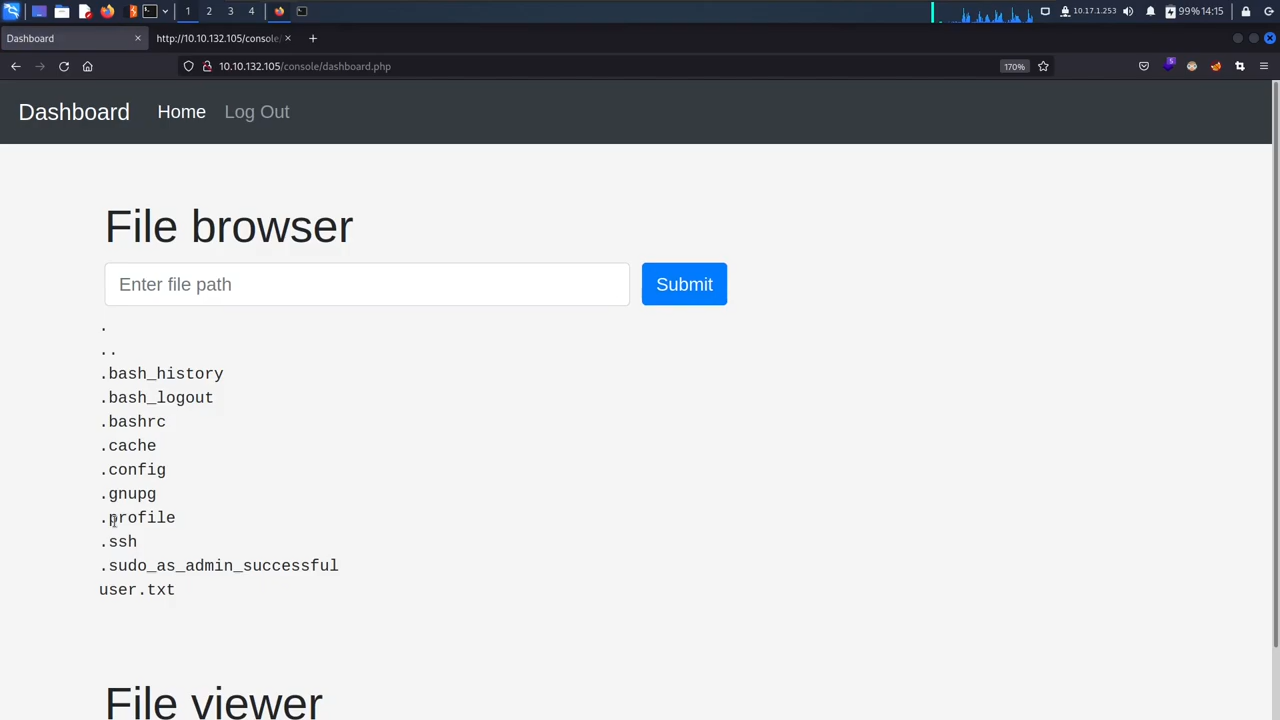 1 2 3 4 10.17.1.253 99% 14:15
Dashboard http://10.10.132.105/console/
10.10.132.105/console/dashboard.php 170% 5
Dashboard Home Log Out
File browser
Enter file path Submit
.
..
.bash_history
.bash_logout
.bashrc
.cache
.config
.gnupg
.profile
.ssh
.sudo_as_admin_successful
user.txt
File viewer